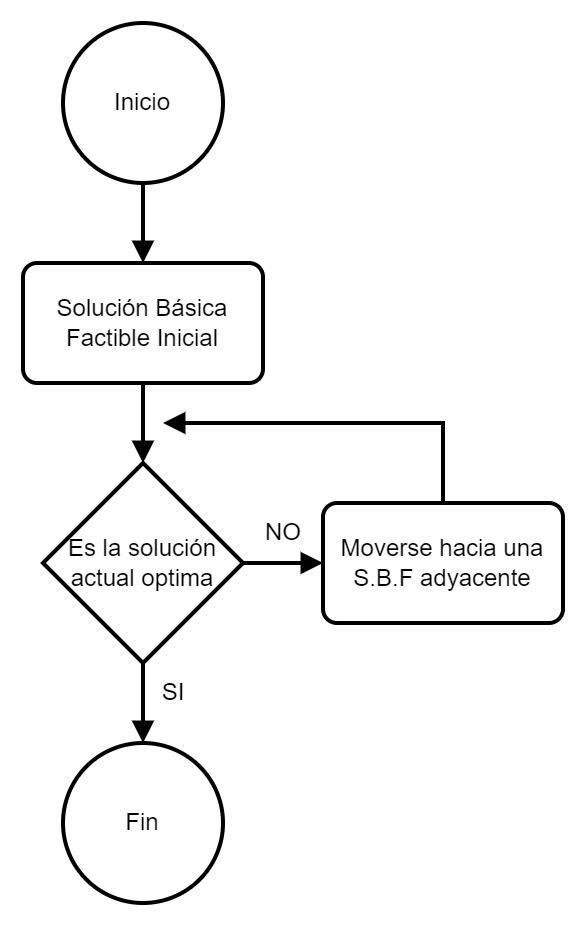 Inicio
Solución Básica
Factible Inicial
Es la solución
actual optima
NO
Moverse hacia una
S.B.F adyacente
SI
Fin